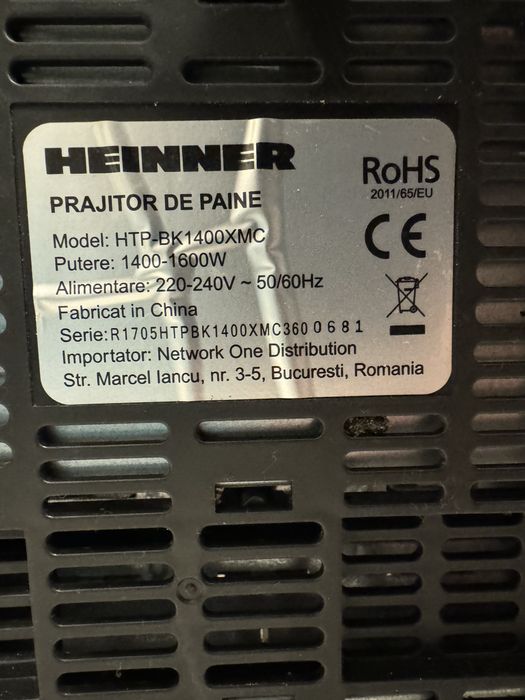 HEINNER
RoHS
2011/65/EU
PRAJITOR DE PAINE
Model: HTP-BK1400XMC
CE
Putere: 1400-1600W
Alimentare: 220-240V ~ 50/60Hz
Fabricat in China
Serie:R1705HTPBK1400XMC3600681
Importator: Network One Distribution
Str. Marcel Iancu, nr. 3-5, Bucuresti, Romania